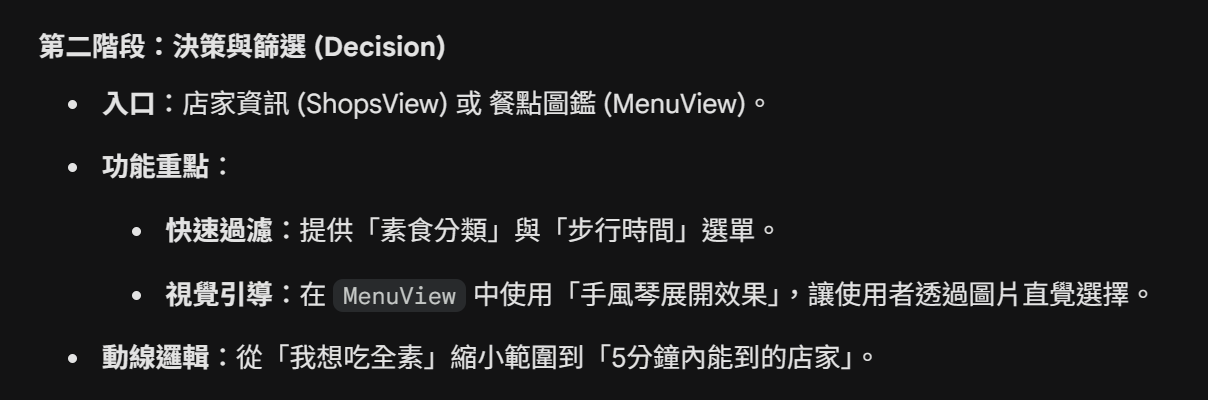 第二階段：決策與篩選 (Decision)
入口：店家資訊 (ShopsView) 或 餐點圖鑑 (MenuView)。
功能重點：
快速過濾：提供「素食分類」與「步行時間」選單。
視覺引導：在 MenuView 中使用「手風琴展開效果」，讓使用者透過圖片直覺選擇。
動線邏輯：從「我想吃全素」縮小範圍到「5分鐘內能到的店家」。